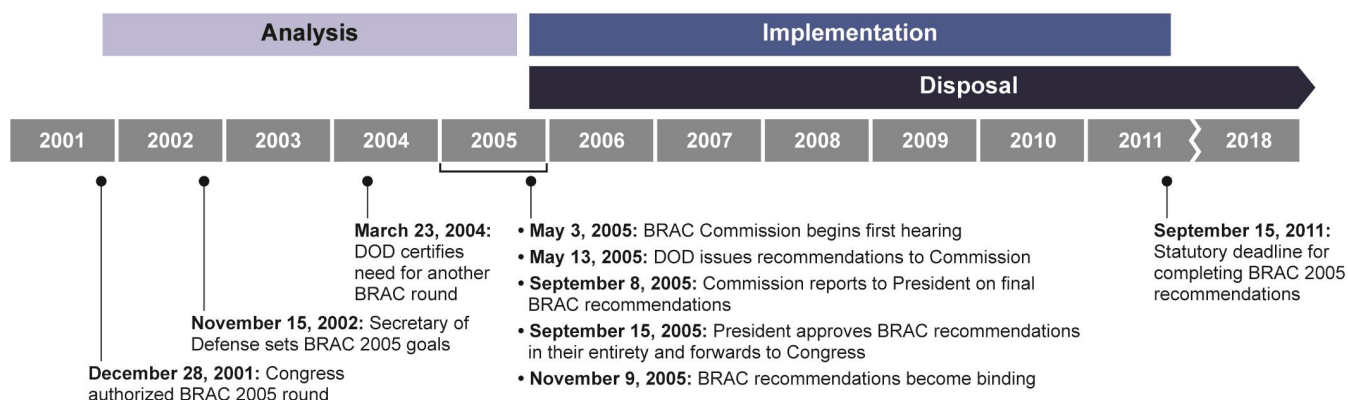 Analysis
Implementation
Disposal
2001 2002 2003 2004 2005 2006 2007 2008 2009 2010 2011 2018
March 23, 2004:
DOD certifies
need for another
BRAC round
November 15, 2002: Secretary of
Defense sets BRAC 2005 goals
December 28, 2001: Congress
authorized BRAC 2005 round
• May 3, 2005: BRAC Commission begins first hearing
• May 13, 2005: DOD issues recommendations to Commission
• September 8, 2005: Commission reports to President on final
BRAC recommendations
• September 15, 2005: President approves BRAC recommendations
in their entirety and forwards to Congress
• November 9, 2005: BRAC recommendations become binding
September 15, 2011:
Statutory deadline for
completing BRAC 2005
recommendations